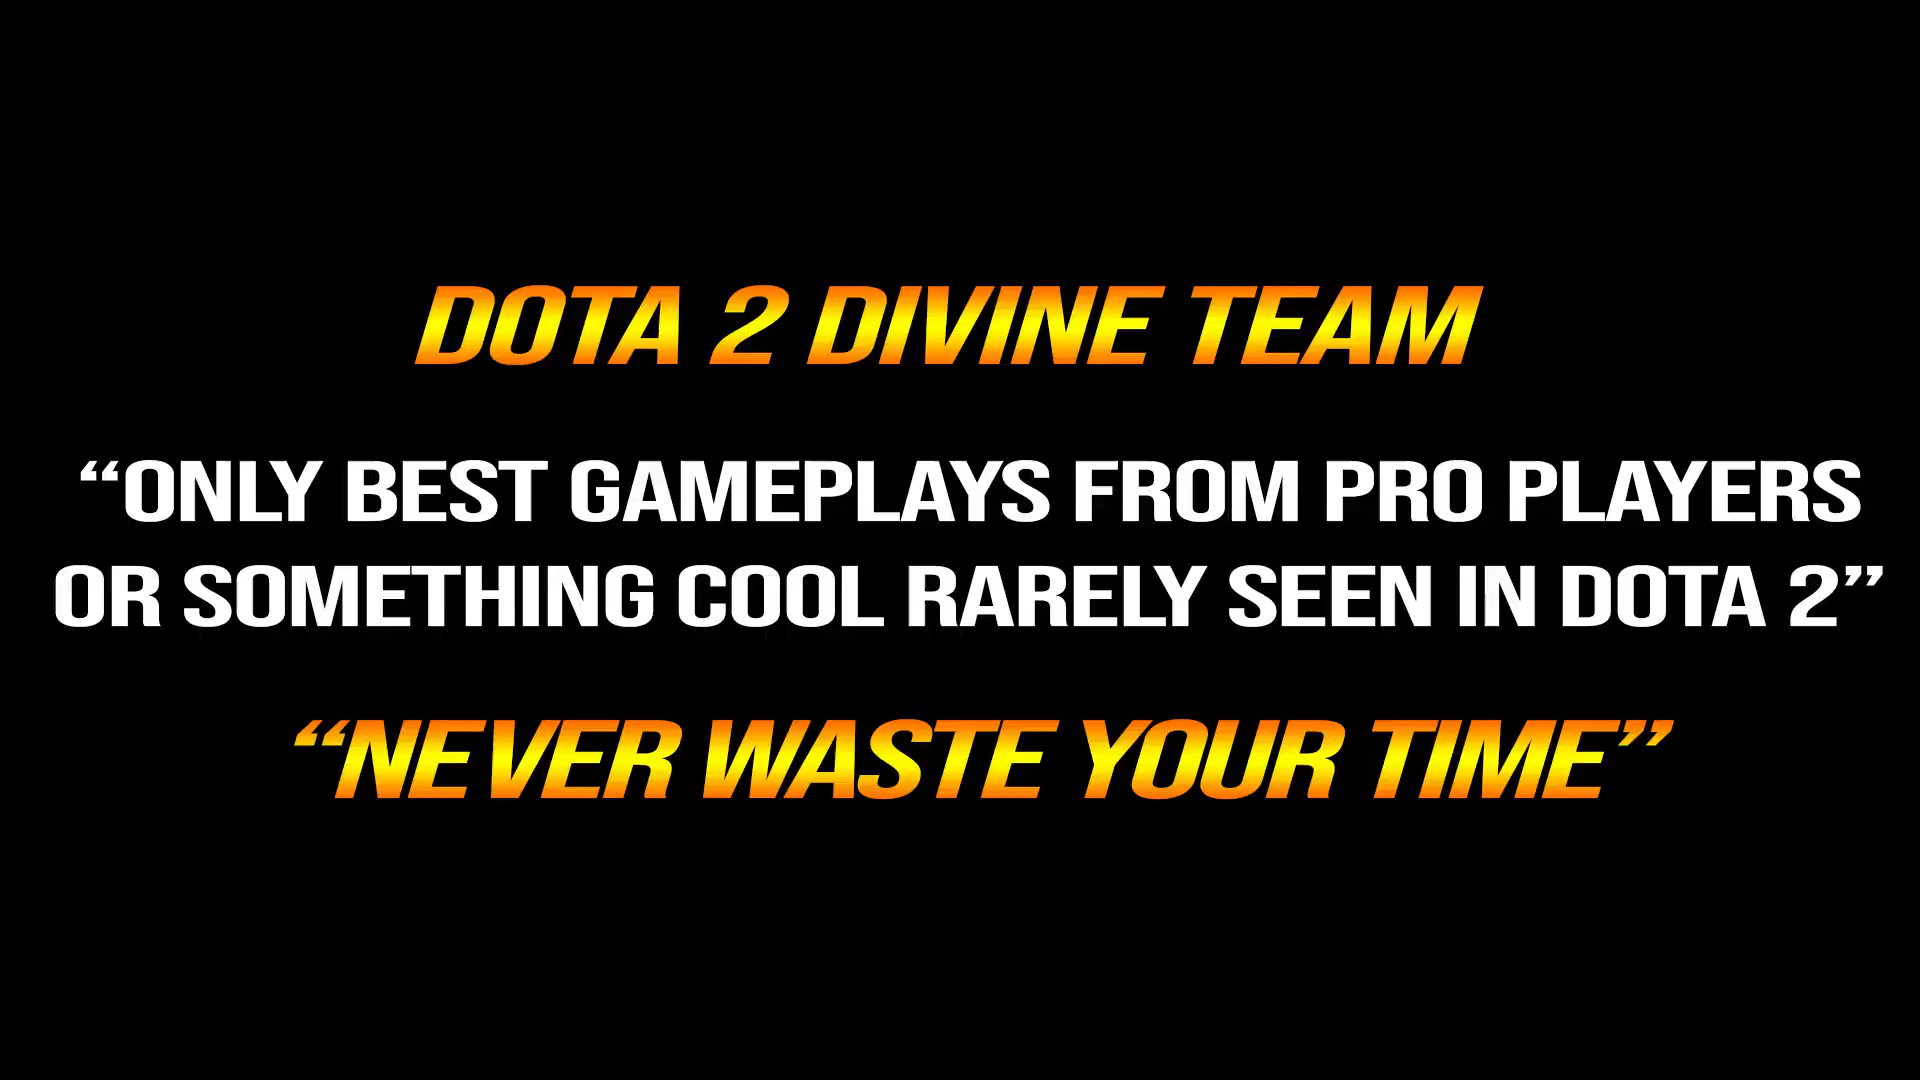 DOTA 2 DIVINE TEAM
“ONLY BEST GAMEPLAYS FROM PRO PLAYERS
OR SOMETHING COOL RARELY SEEN IN DOTA 2”
“NEVER WASTE YOUR TIME”